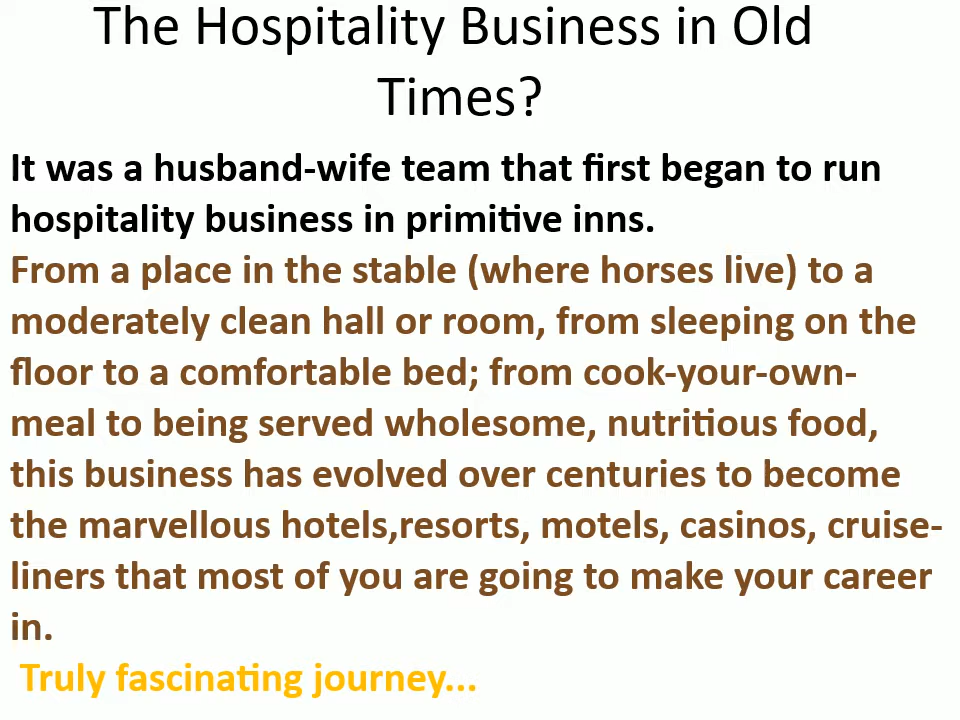 The Hospitality Business in Old
Times?
It was a husband-wife team that first began to run
hospitality business in primitive inns.
From a place in the stable (where horses live) to a
moderately clean hall or room, from sleeping on the
floor to a comfortable bed; from cook-your-own-
meal to being served wholesome, nutritious food,
this business has evolved over centuries to become
the marvellous hotels,resorts, motels, casinos, cruise-
liners that most of you are going to make your career
in.
Truly fascinating journey...